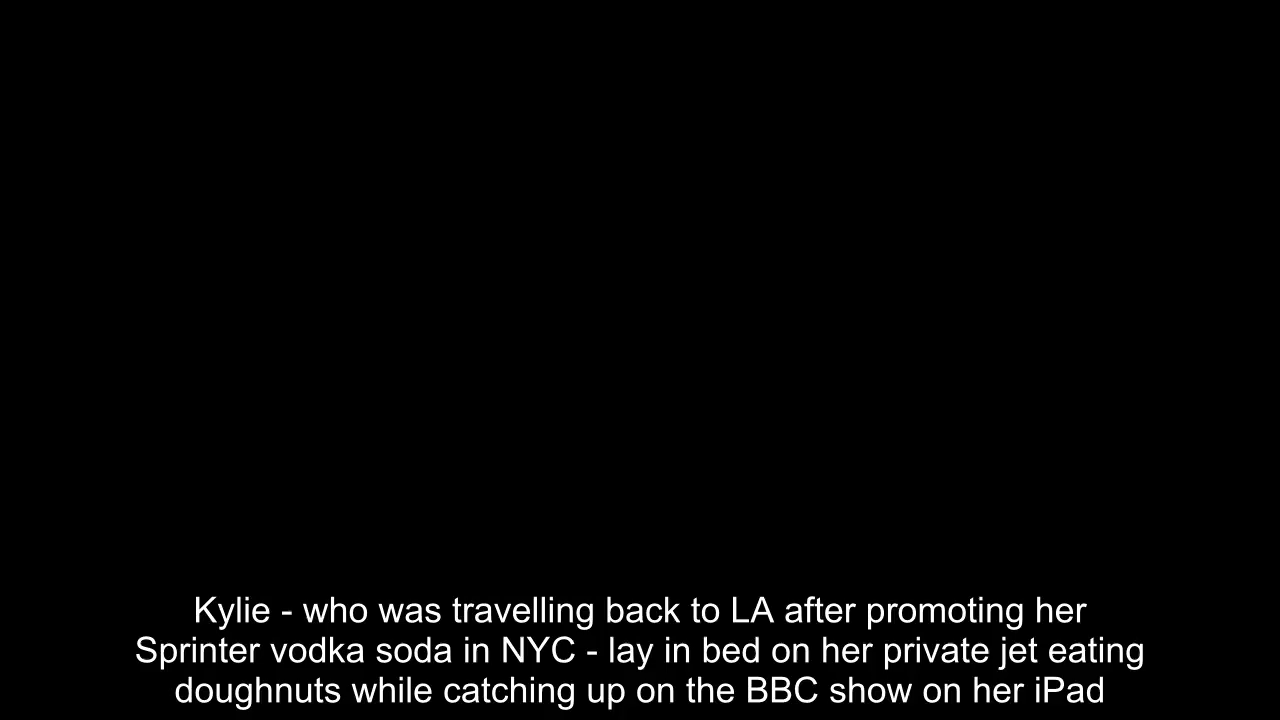 Kylie - who was travelling back to LA after promoting her
Sprinter vodka soda in NYC - lay in bed on her private jet eating
doughnuts while catching up on the BBC show on her iPad